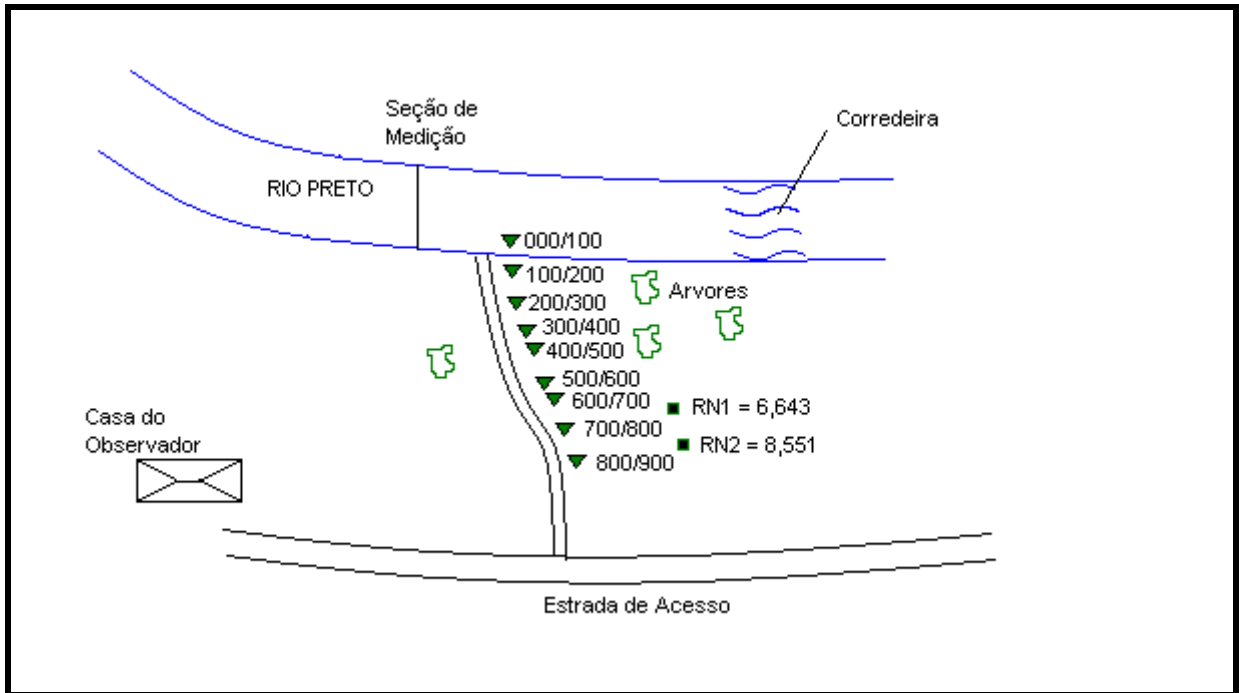 Seção de
Medição
Corredeira
RIO PRETO
000/100
100/200
Arvores
200/300
300/400
400/500
500/600
600/700
RN1 = 6,643
Casa do
Observador
700/800
RN2 = 8,551
800/900
Estrada de Acesso